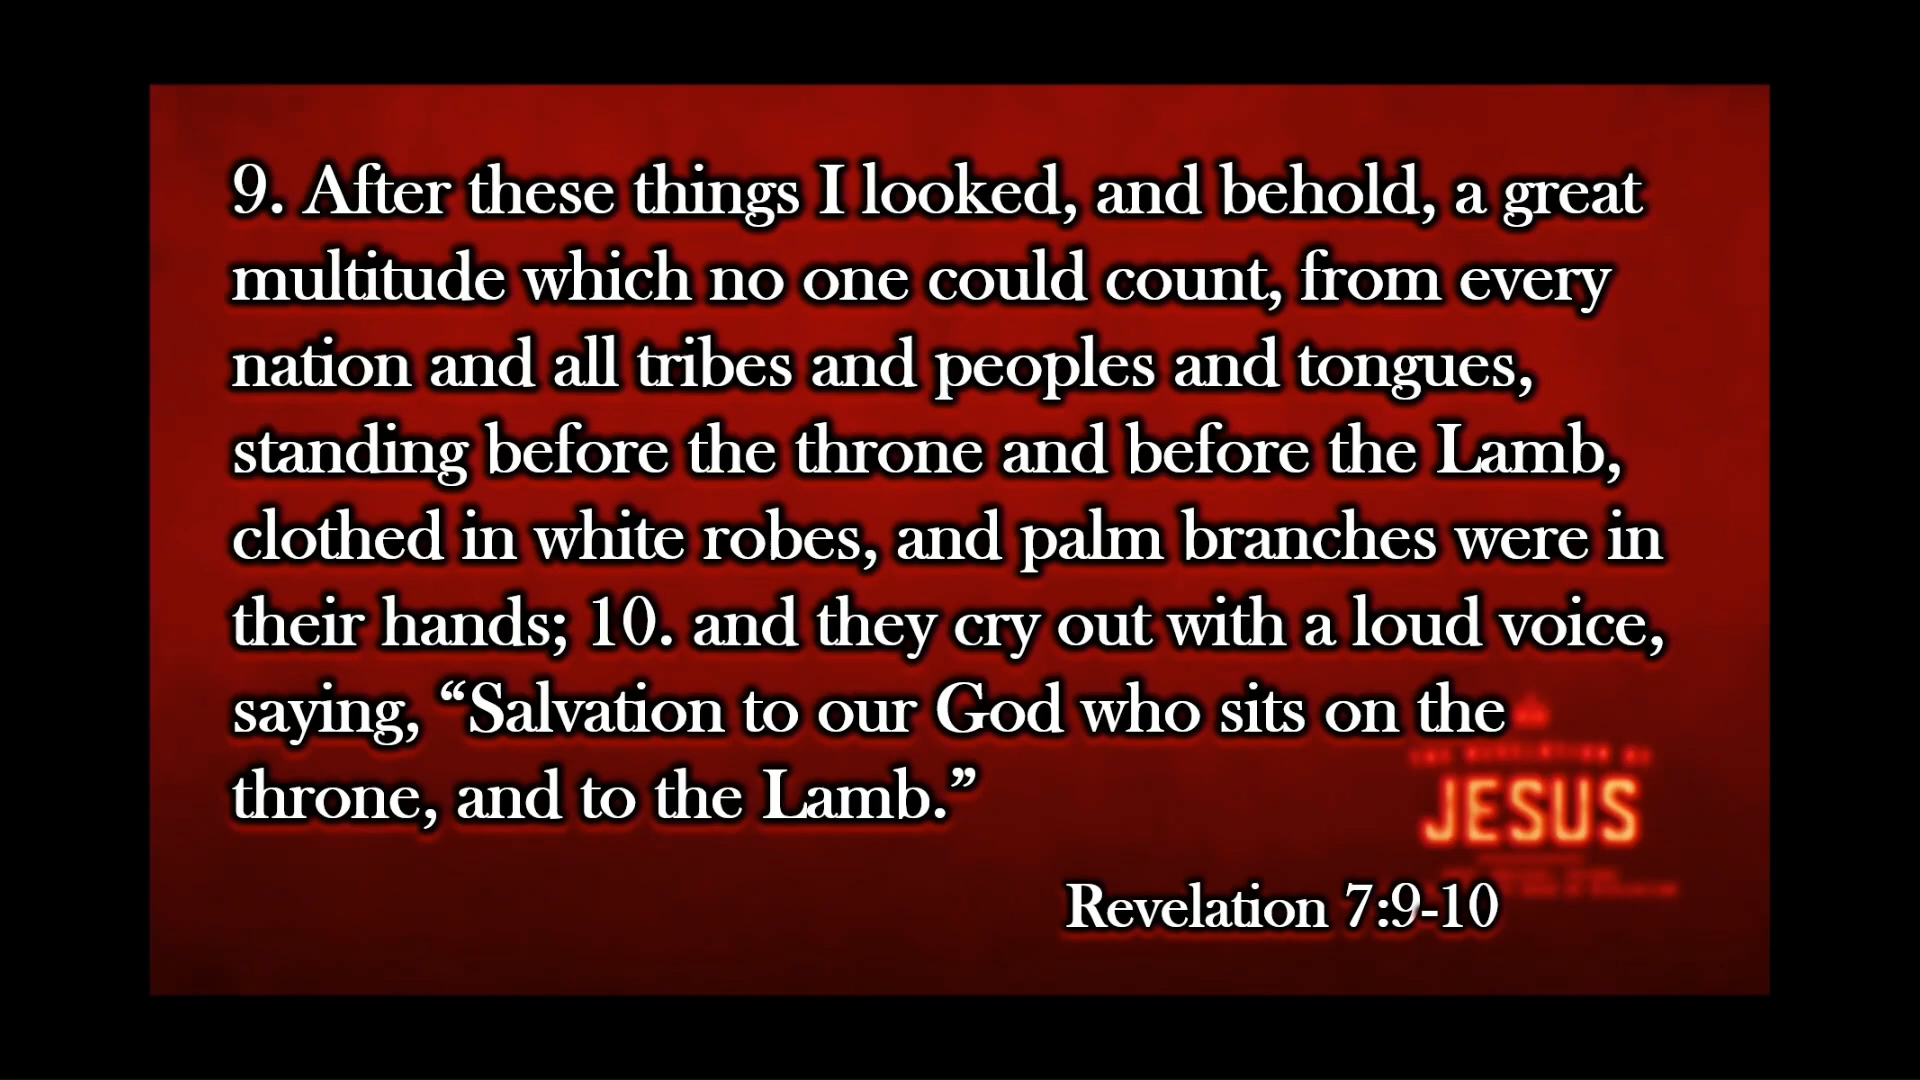 9. After these things I looked, and behold, a great
multitude which no one could count, from every
nation and all tribes and peoples and tongues,
standing before the throne and before the Lamb,
clothed in white robes, and palm branches were in
their hands; 10. and they cry out with a loud voice,
saying, “Salvation to our God who sits on the
throne, and to the Lamb.”
THE REVELATION OF
JESUS
Revelation 7:9-10